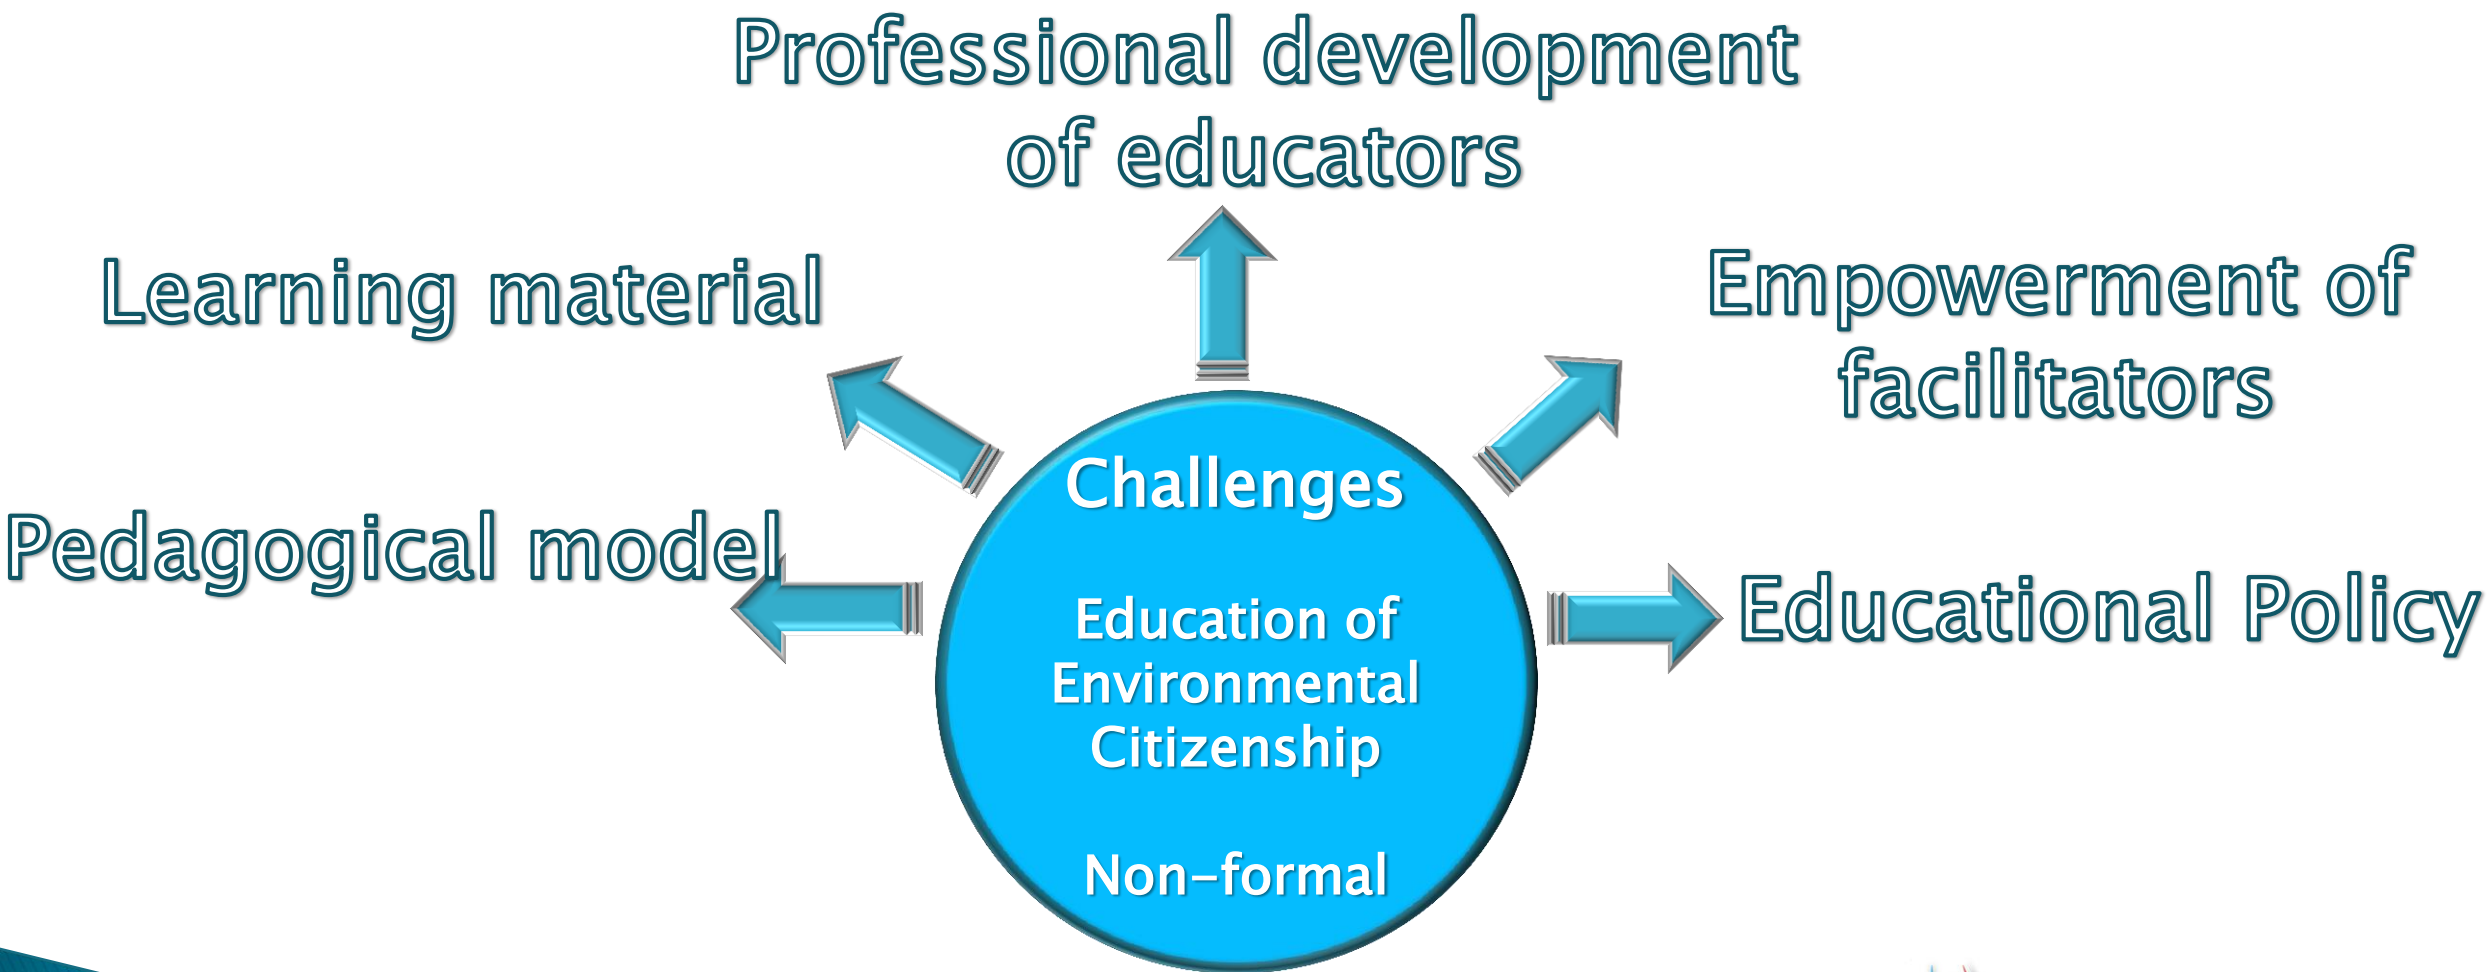 Professional development
of educators
Learning material
Empowerment of
facilitators
Pedagogical model
Educational Policy
Challenges
Education of
Environmental
Citizenship
Non-formal